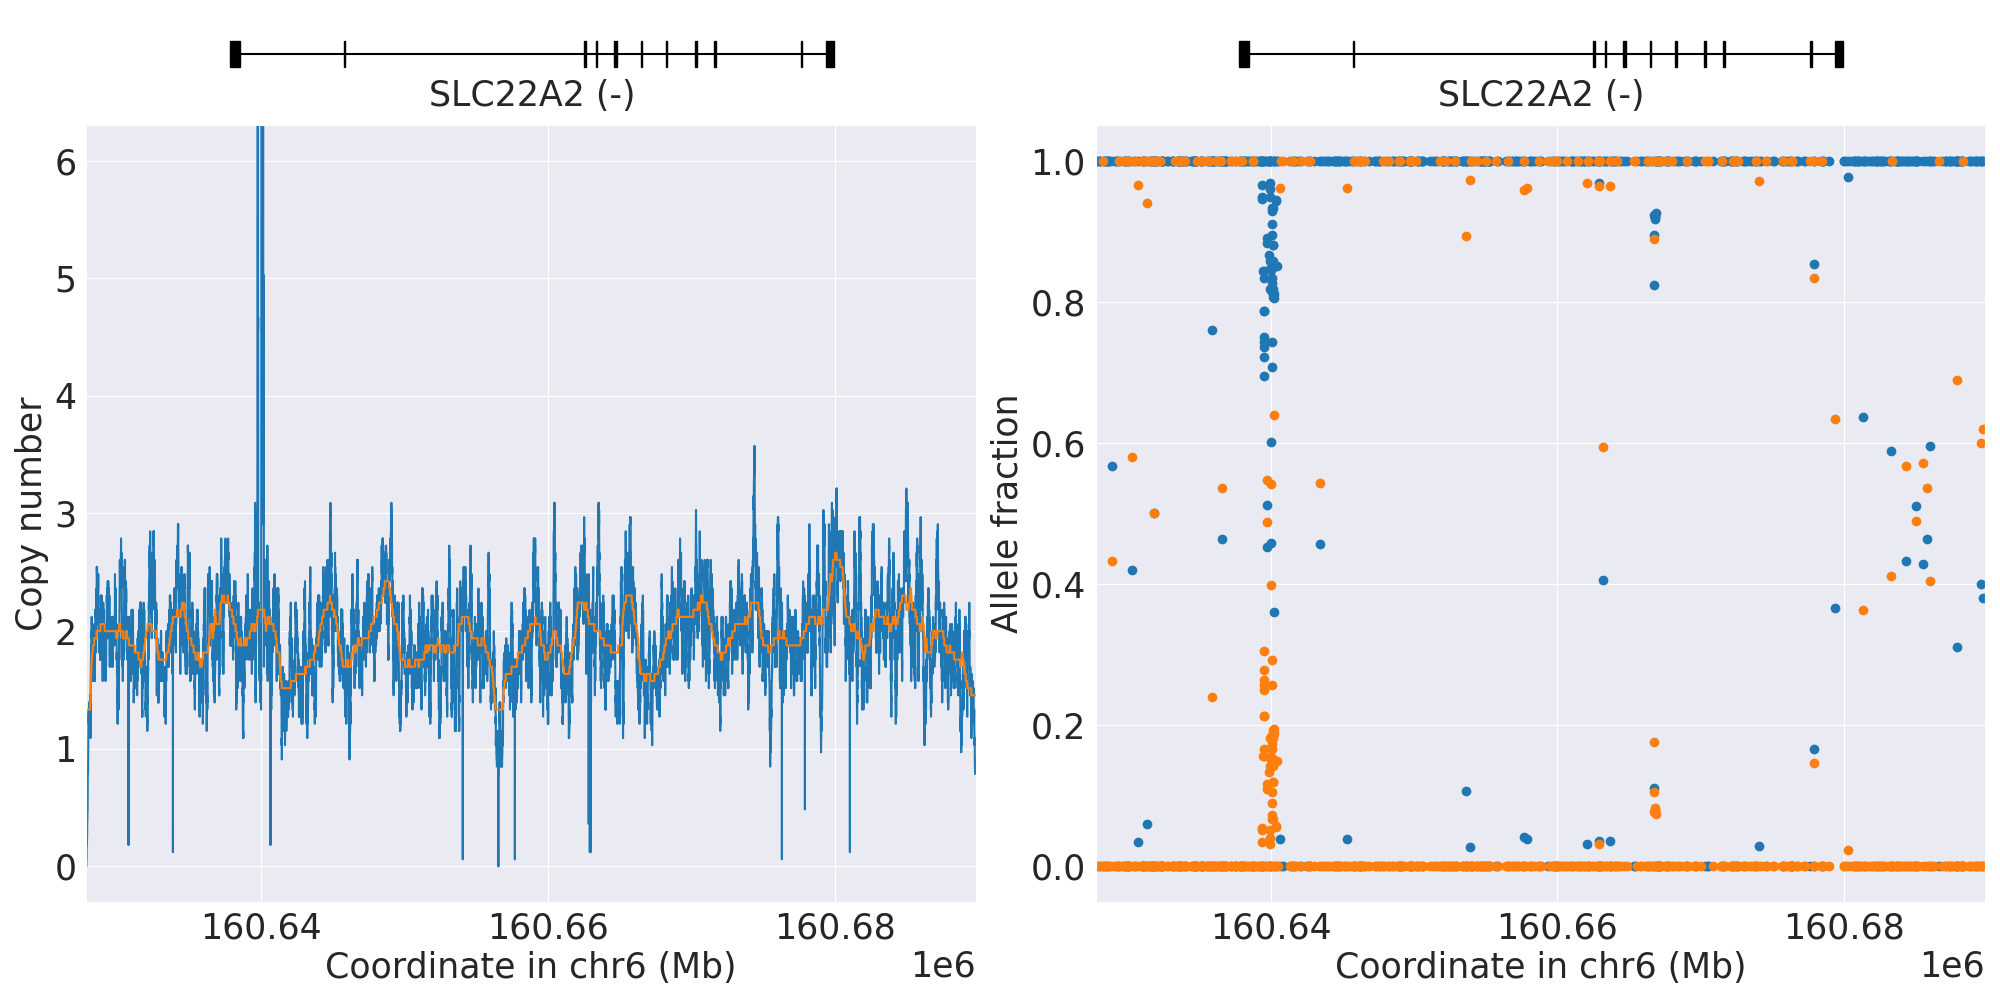 SLC22A2 (-)
Copy number
6
5
4
3
2
1
0
160.64
160.66
160.68
Coordinate in chr6 (Mb)
1e6
SLC22A2 (-)
Allele fraction
1.0
0.8
0.6
0.4
0.2
0.0
160.64
160.66
160.68
Coordinate in chr6 (Mb)
1e6